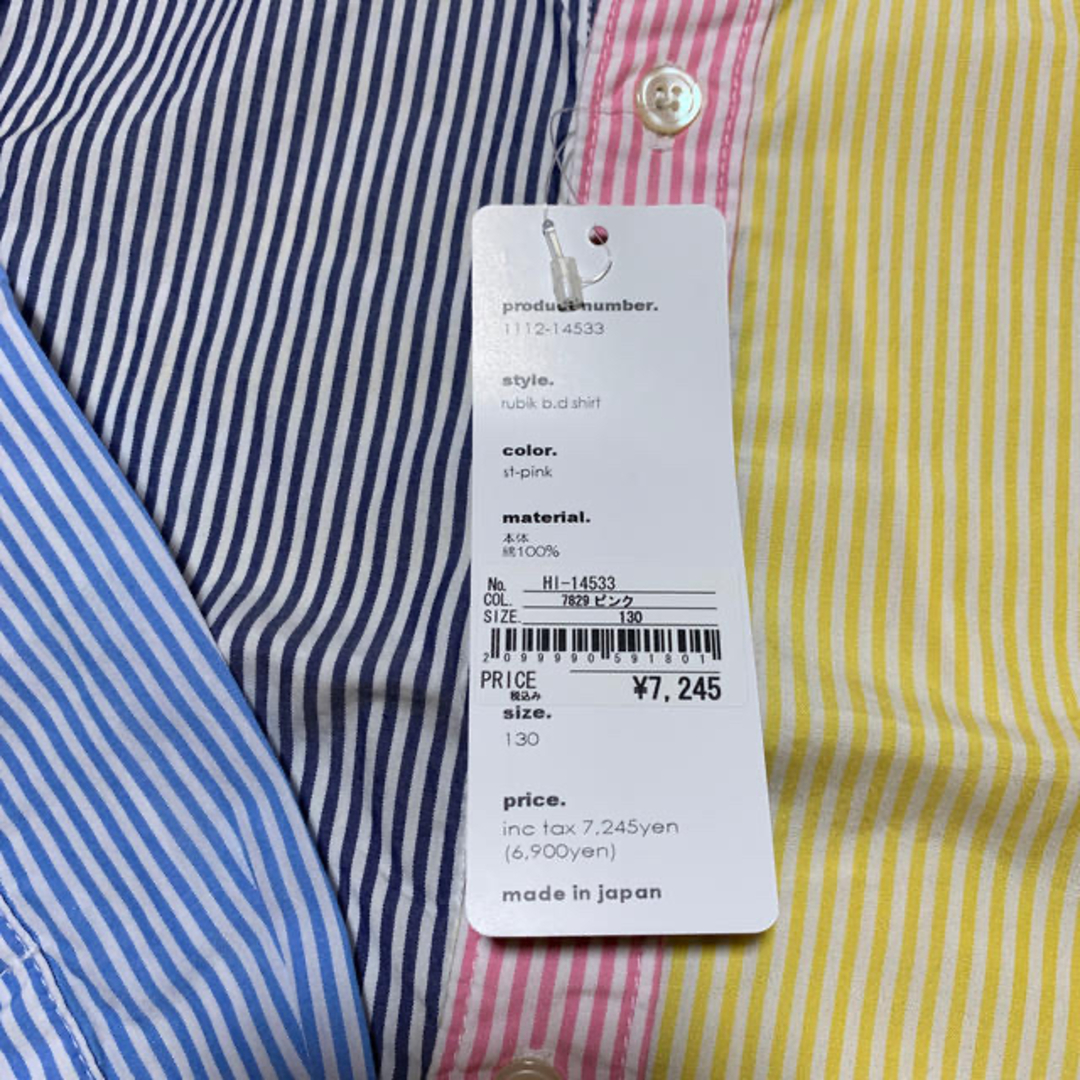 product number.
1112-14533
style.
rubik b.d.shirt
color.
st-pink
material.
本体
綿100%
No. HI-14533
COL. 7829 ピンク
SIZE. 130
2099990591801
PRICE
税込み
¥7,245
size.
130
price.
inc tax 7,245yen
(6,900yen)
made in japan